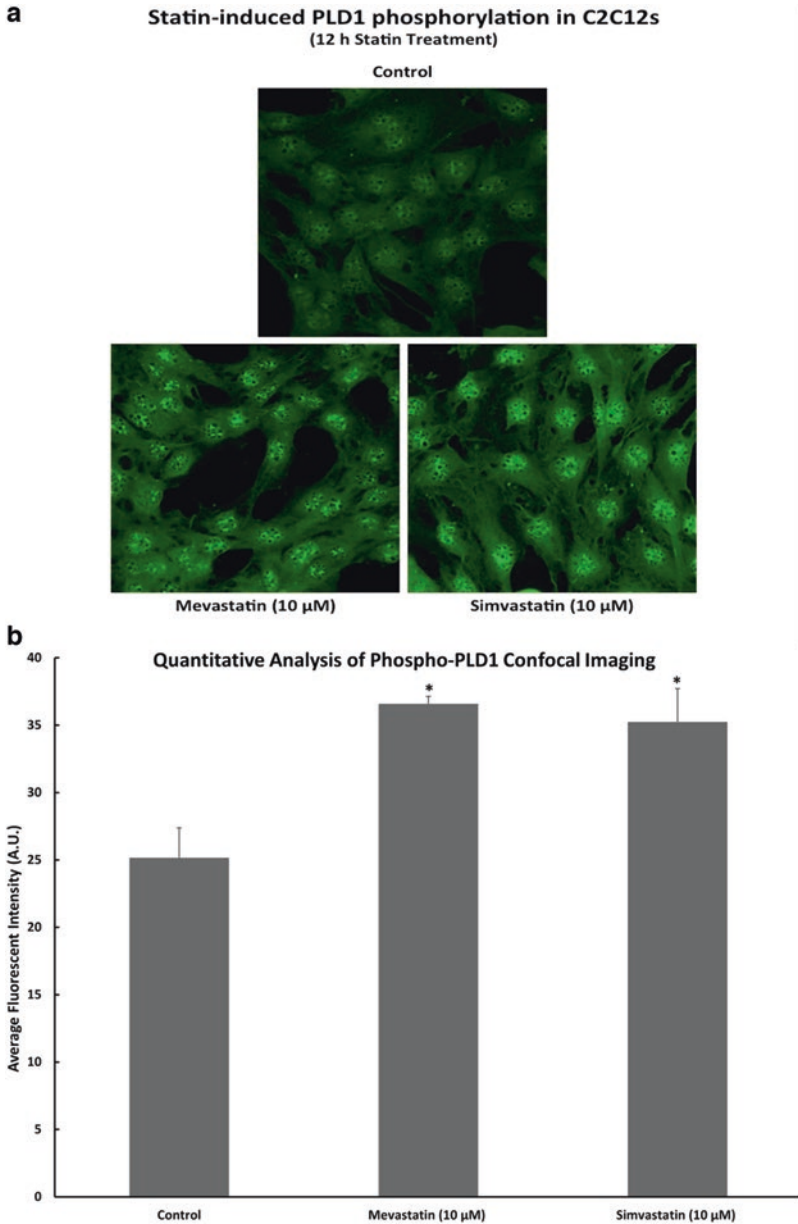 a
Statin-induced PLD1 phosphorylation in C2C12s
(12 h Statin Treatment)
Control
Mevastatin (10 µM)
Simvastatin (10 µM)
b
Quantitative Analysis of Phospho-PLD1 Confocal Imaging
Average Fluorescent Intensity (A.U.)
40
35
30
25
20
15
10
5
0
*
*
Control
Mevastatin (10 µM)
Simvastatin (10 µM)